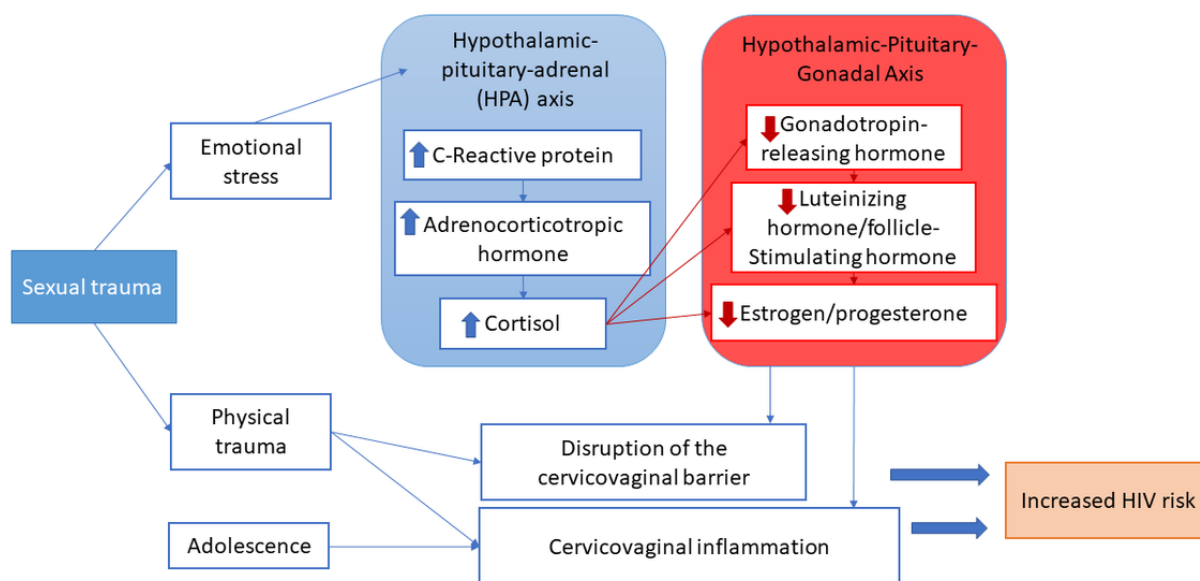 Hypothalamic-
pituitary-adrenal
(HPA) axis
C-Reactive protein
Adrenocorticotropic
hormone
Cortisol
Hypothalamic-Pituitary-
Gonadal Axis
Gonadotropin-
releasing hormone
Luteinizing
hormone/follicle-
Stimulating hormone
Estrogen/progesterone
Emotional
stress
Sexual trauma
Physical
trauma
Adolescence
Disruption of the
cervicovaginal barrier
Cervicovaginal inflammation
Increased HIV risk